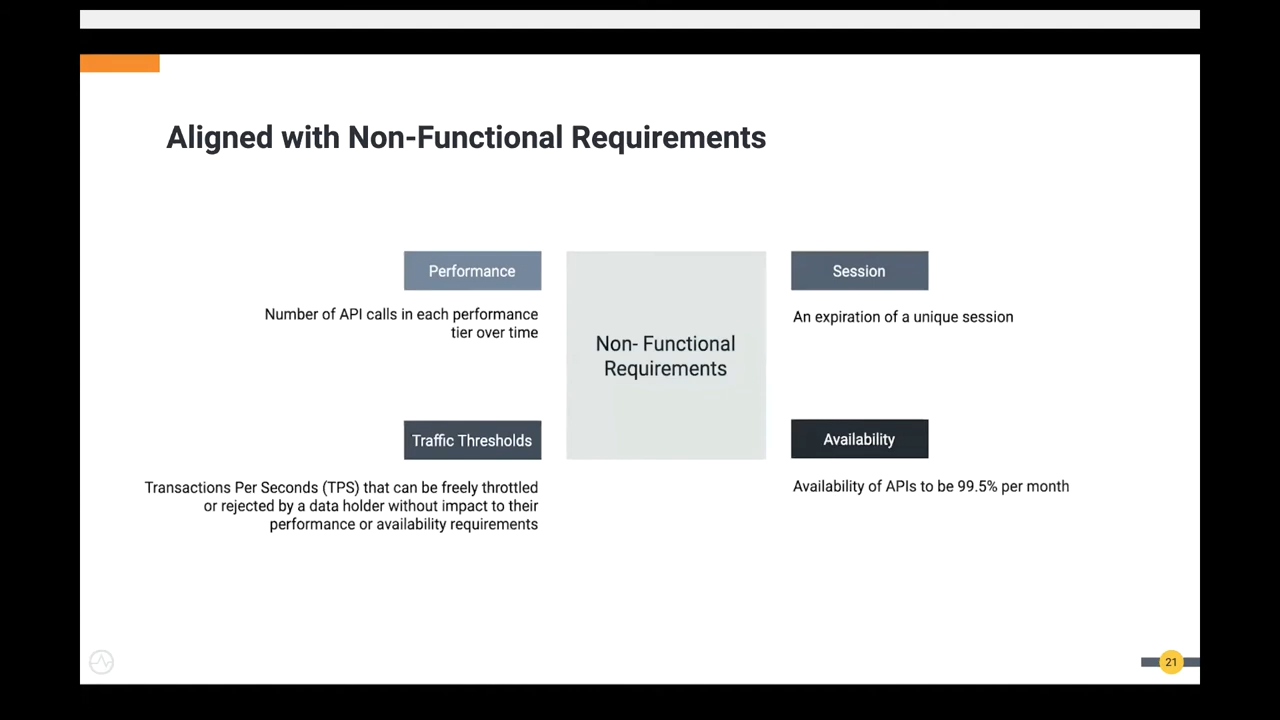 Aligned with Non-Functional Requirements
Performance
Number of API calls in each performance
tier over time
Traffic Thresholds
Transactions Per Seconds (TPS) that can be freely throttled
or rejected by a data holder without impact to their
performance or availability requirements
Non- Functional
Requirements
Session
An expiration of a unique session
Availability
Availability of APIs to be 99.5% per month
21